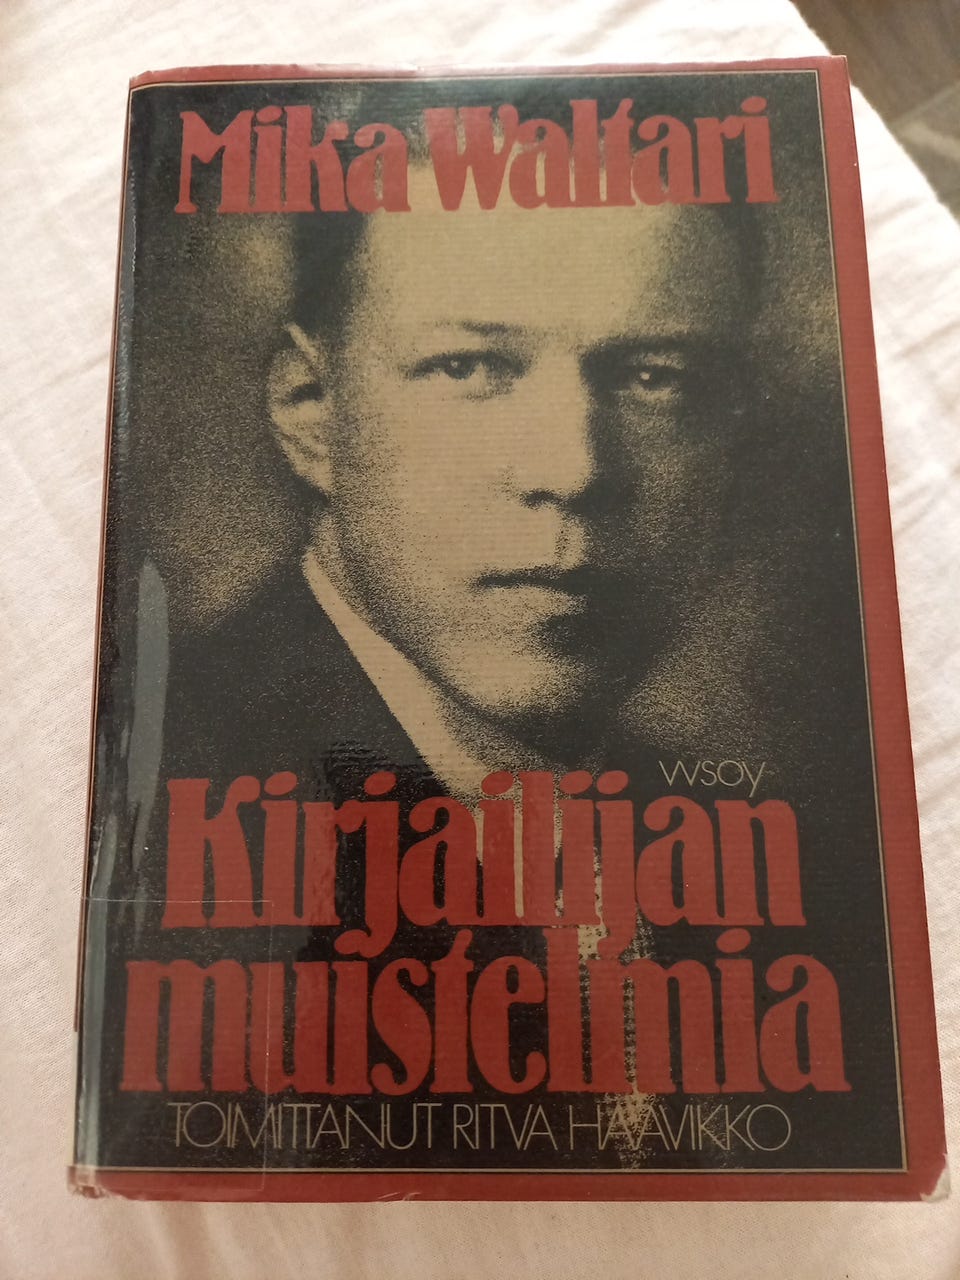 Mika Waltari
WSOY
Kirjailijan
muistelmia
TOIMITTANUT RITVA HAAVIKKO